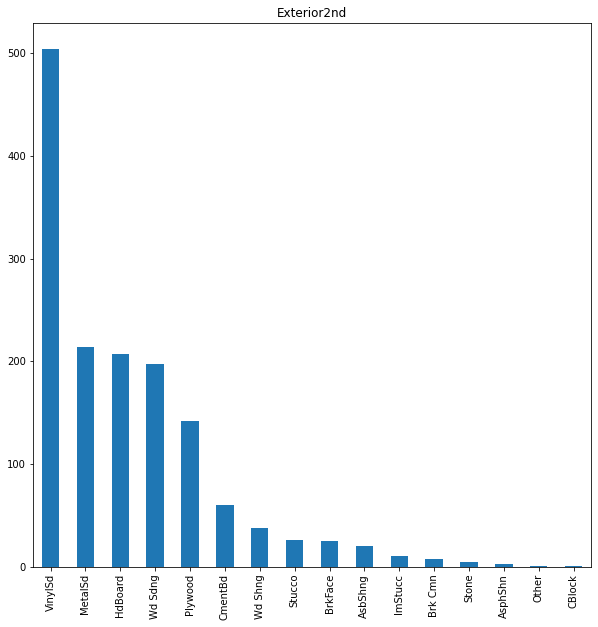 Exterior2nd
500
400
300
200
100
0
VinylSd
MetalSd
HdBoard
Wd Sdng
Plywood
CmentBd
Wd Shng
Stucco
BrkFace
AsbShng
ImStucc
Brk Cmn
Stone
AsphShn
Other
CBlock